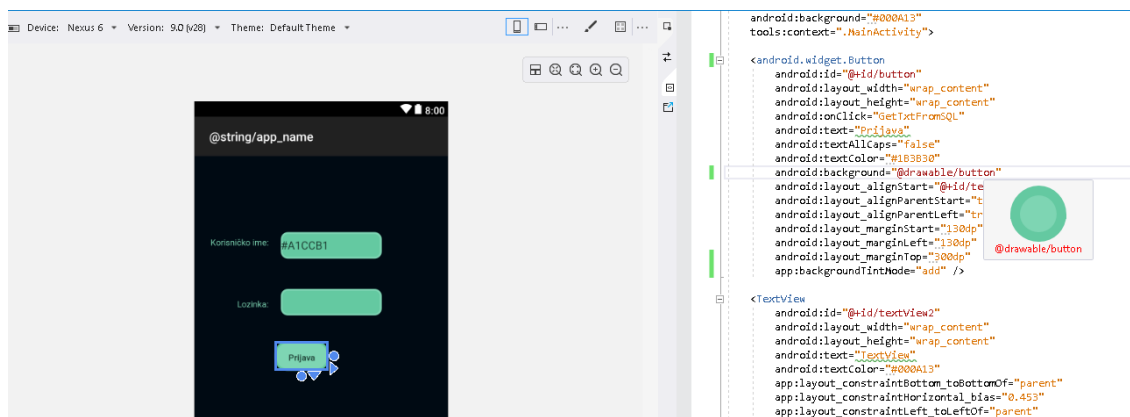 Device: Nexus 6 Version: 9.0 (v28) Theme: Default Theme
8:00
@string/app_name
Korisničko ime: #A1CCB1
Lozinka:
Prijava
android:background="#000A13"
tools:context=".MainActivity">
<android.widget.Button
android:id="@+id/button"
android:layout_width="wrap_content"
android:layout_height="wrap_content"
android:onClick="GetTxtFromSQL"
android:text="Prijava"
android:textAllCaps="false"
android:textColor="#1B3B30"
android:background="@drawable/button"
android:layout_alignStart="@+id/te
android:layout_alignParentStart="t
android:layout_alignParentLeft="tr
android:layout_marginStart="130dp"
android:layout_marginLeft="130dp"
android:layout_marginTop="300dp"
app:backgroundTintMode="add" />
@drawable/button
<TextView
android:id="@+id/textView2"
android:layout_width="wrap_content"
android:layout_height="wrap_content"
android:text="TextView"
android:textColor="#000A13"
app:layout_constraintBottom_toBottomOf="parent"
app:layout_constraintHorizontal_bias="0.453"
app:layout_constraintLeft_toLeftOf="parent"